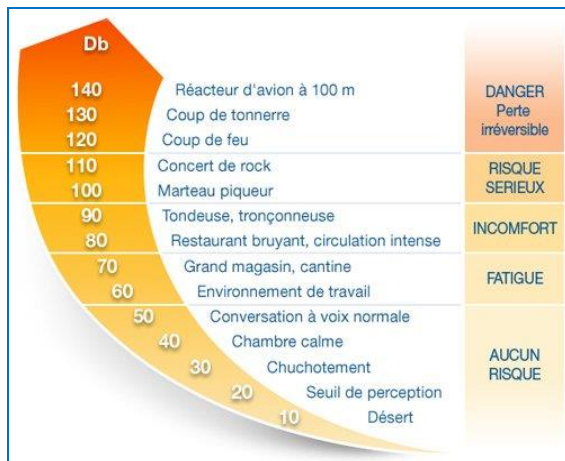 Db
140 Réacteur d'avion à 100 m
130 Coup de tonnerre
120 Coup de feu
DANGER
Perte
irréversible
110 Concert de rock
100 Marteau piqueur
RISQUE
SERIEUX
90 Tondeuse, tronçonneuse
80 Restaurant bruyant, circulation intense
INCOMFORT
70 Grand magasin, cantine
60 Environnement de travail
FATIGUE
50 Conversation à voix normale
40 Chambre calme
30 Chuchotement
20 Seuil de perception
10 Désert
AUCUN
RISQUE